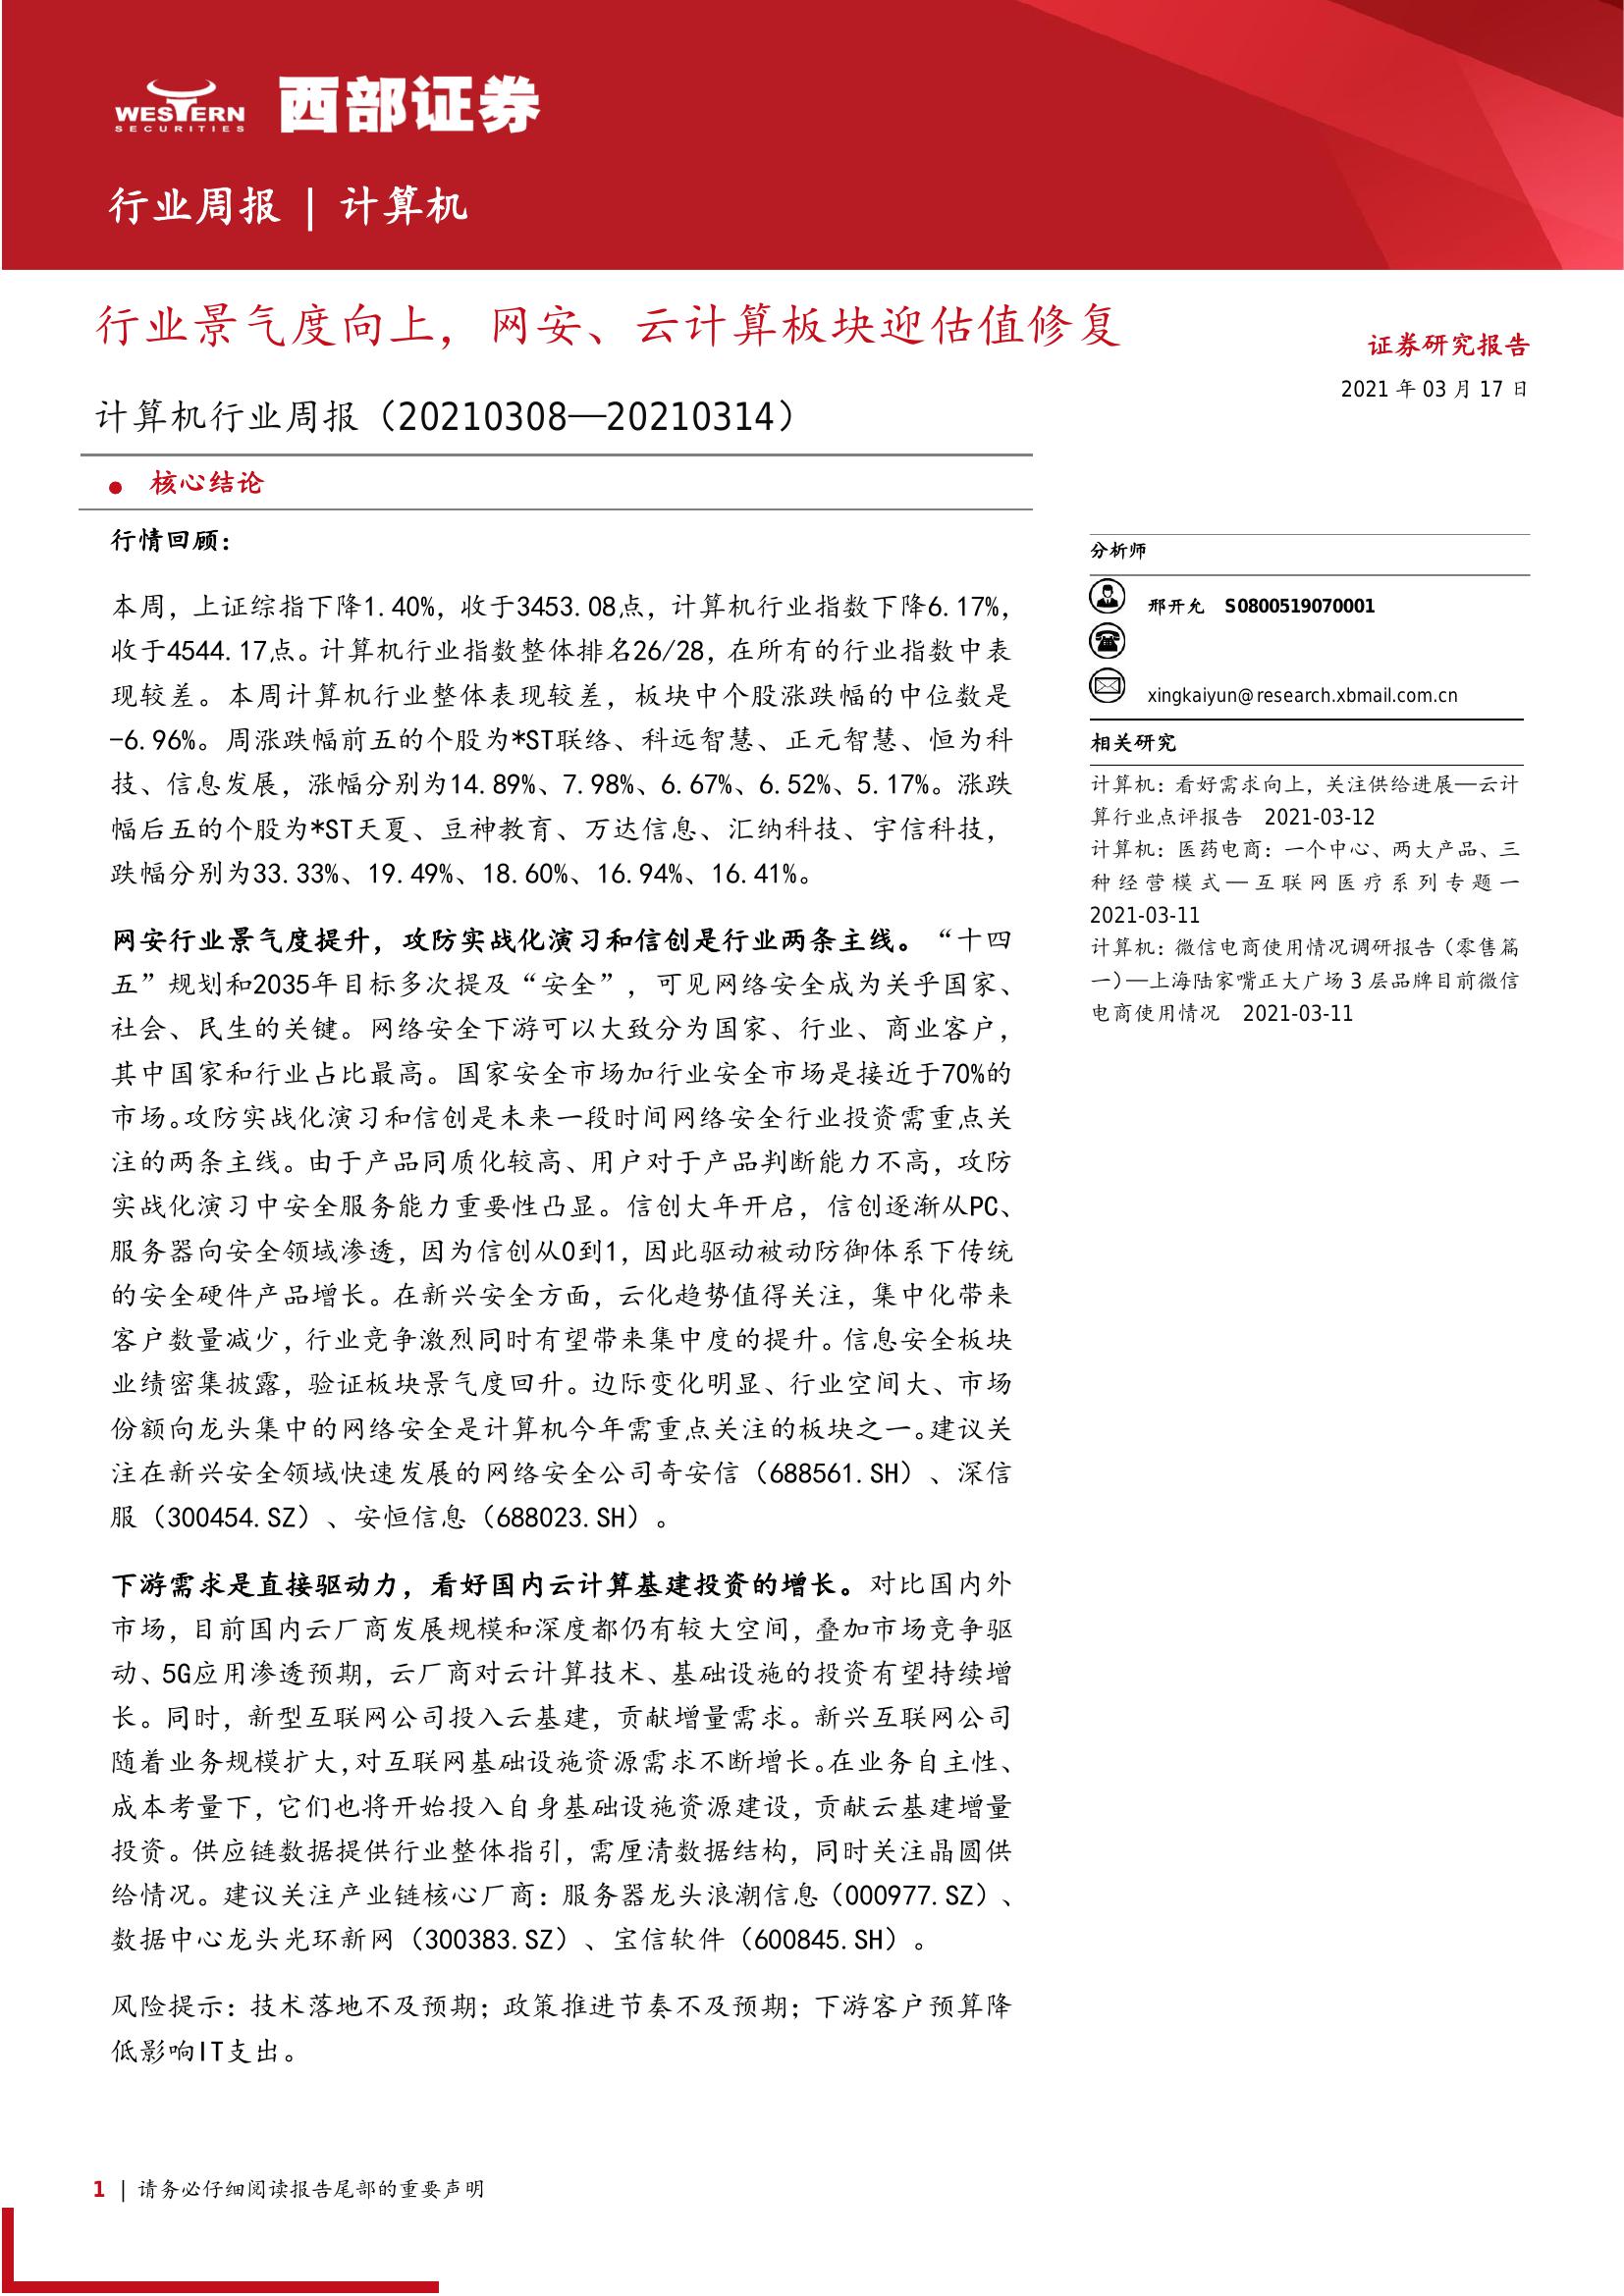 WESTERN
SECURITIES
西部证券
行业周报 | 计算机
行业景气度向上，网安、云计算板块迎估值修复
计算机行业周报（20210308—20210314）
证券研究报告
2021 年 03 月 17 日
核心结论
行情回顾：
本周，上证综指下降1.40%，收于3453.08点，计算机行业指数下降6.17%，
收于4544.17点。计算机行业指数整体排名26/28，在所有的行业指数中表
现较差。本周计算机行业整体表现较差，板块中个股涨跌幅的中位数是
-6.96%。周涨跌幅前五的个股为*ST联络、科远智慧、正元智慧、恒为科
技、信息发展，涨幅分别为14.89%、7.98%、6.67%、6.52%、5.17%。涨跌
幅后五的个股为*ST天夏、豆神教育、万达信息、汇纳科技、宇信科技，
跌幅分别为33.33%、19.49%、18.60%、16.94%、16.41%。
网安行业景气度提升，攻防实战化演习和信创是行业两条主线。“十四
五”规划和2035年目标多次提及“安全”，可见网络安全成为关乎国家、
社会、民生的关键。网络安全下游可以大致分为国家、行业、商业客户，
其中国家和行业占比最高。国家安全市场加行业安全市场是接近于70%的
市场。攻防实战化演习和信创是未来一段时间网络安全行业投资需重点关
注的两条主线。由于产品同质化较高、用户对于产品判断能力不高，攻防
实战化演习中安全服务能力重要性凸显。信创大年开启，信创逐渐从PC、
服务器向安全领域渗透，因为信创从0到1，因此驱动被动防御体系下传统
的安全硬件产品增长。在新兴安全方面，云化趋势值得关注，集中化带来
客户数量减少，行业竞争激烈同时有望带来集中度的提升。信息安全板块
业绩密集披露，验证板块景气度回升。边际变化明显、行业空间大、市场
份额向龙头集中的网络安全是计算机今年需重点关注的板块之一。建议关
注在新兴安全领域快速发展的网络安全公司奇安信（688561.SH）、深信
服（300454.SZ）、安恒信息（688023.SH）。
下游需求是直接驱动力，看好国内云计算基建投资的增长。对比国内外
市场，目前国内云厂商发展规模和深度都仍有较大空间，叠加市场竞争驱
动、5G应用渗透预期，云厂商对云计算技术、基础设施的投资有望持续增
长。同时，新型互联网公司投入云基建，贡献增量需求。新兴互联网公司
随着业务规模扩大，对互联网基础设施资源需求不断增长。在业务自主性、
成本考量下，它们也将开始投入自身基础设施资源建设，贡献云基建增量
投资。供应链数据提供行业整体指引，需厘清数据结构，同时关注晶圆供
给情况。建议关注产业链核心厂商：服务器龙头浪潮信息（000977.SZ）、
数据中心龙头光环新网（300383.SZ）、宝信软件（600845.SH）。
风险提示：技术落地不及预期；政策推进节奏不及预期；下游客户预算降
低影响IT支出。
分析师
邢开允 S0800519070001
xingkaiyun@research.xbmail.com.cn
相关研究
计算机：看好需求向上，关注供给进展—云计
算行业点评报告 2021-03-12
计算机：医药电商：一个中心、两大产品、三
种经营模式—互联网医疗系列专题一
2021-03-11
计算机：微信电商使用情况调研报告（零售篇
一）—上海陆家嘴正大广场 3 层品牌目前微信
电商使用情况 2021-03-11
1 | 请务必仔细阅读报告尾部的重要声明